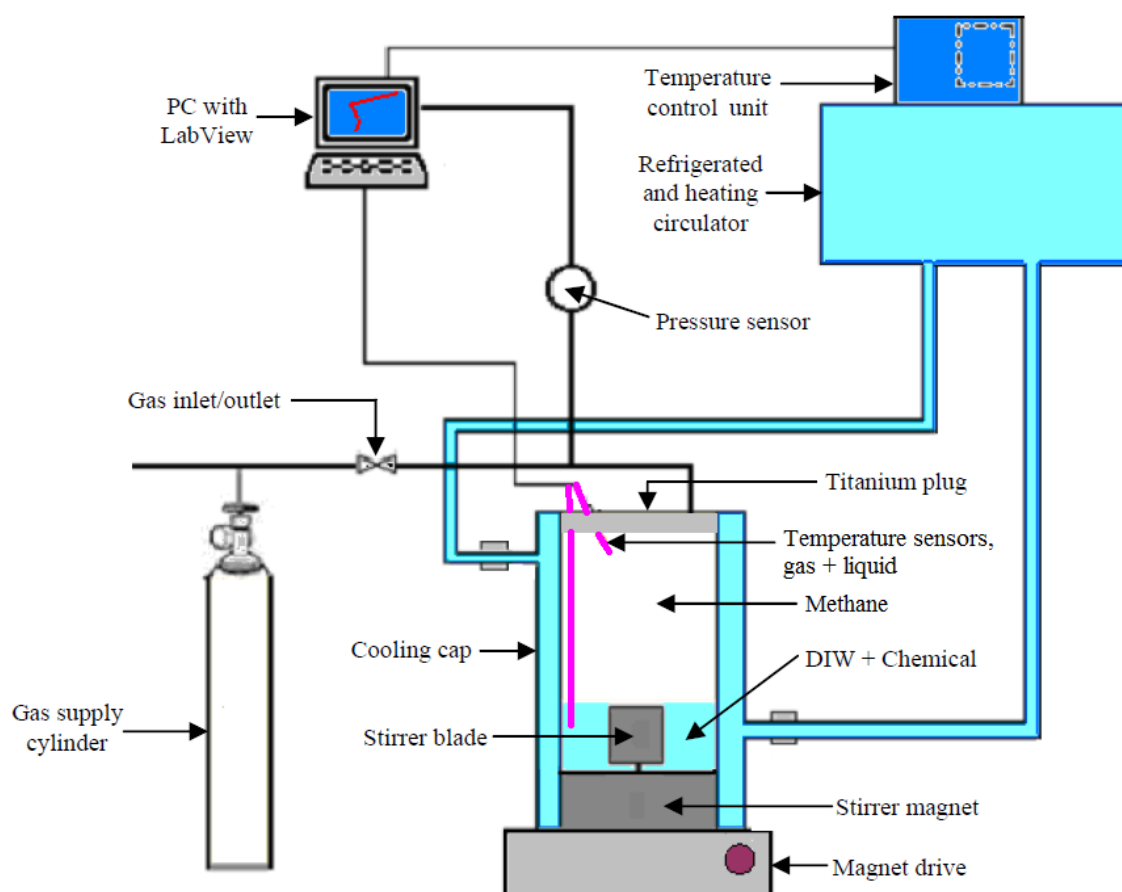 PC with
LabView
Temperature
control unit
Refrigerated
and heating
circulator
Pressure sensor
Gas inlet/outlet
Titanium plug
Temperature sensors,
gas + liquid
Methane
Cooling cap
DIW + Chemical
Gas supply
cylinder
Stirrer blade
Stirrer magnet
Magnet drive